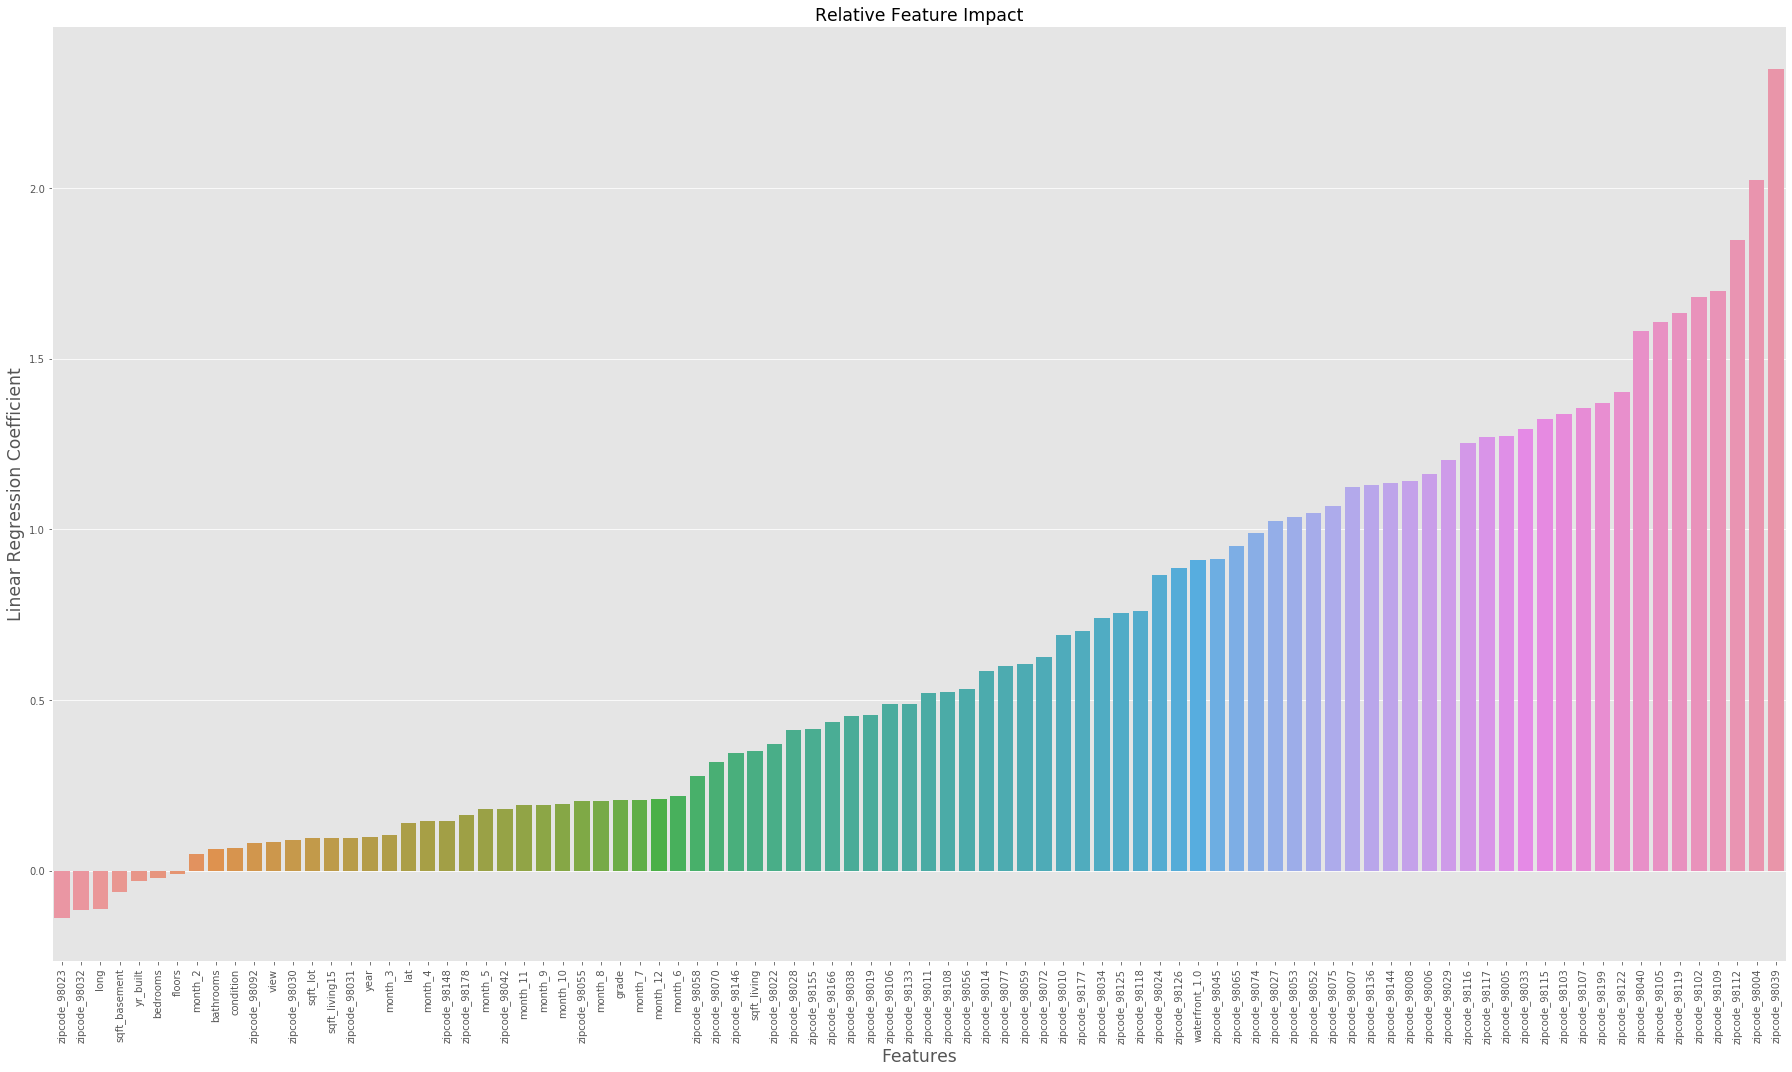 Relative Feature Impact
Linear Regression Coefficient
2.0
1.5
1.0
0.5
0.0
zipcode_98023
zipcode_98032
long
sqft_basement
yr_built
bedrooms
floors
month_2
bathrooms
condition
zipcode_98092
view
zipcode_98030
sqft_lot
sqft_living15
zipcode_98031
year
month_3
lat
month_4
zipcode_98148
zipcode_98178
month_5
zipcode_98042
month_11
month_9
month_10
zipcode_98055
month_8
grade
month_7
month_12
month_6
zipcode_98058
zipcode_98070
zipcode_98146
sqft_living
zipcode_98022
zipcode_98028
zipcode_98155
zipcode_98166
zipcode_98038
zipcode_98019
zipcode_98106
zipcode_98133
zipcode_98011
zipcode_98108
zipcode_98056
zipcode_98014
zipcode_98077
zipcode_98059
zipcode_98072
zipcode_98010
zipcode_98177
zipcode_98034
zipcode_98125
zipcode_98118
zipcode_98024
zipcode_98126
waterfront_1.0
zipcode_98045
zipcode_98065
zipcode_98074
zipcode_98027
zipcode_98053
zipcode_98052
zipcode_98075
zipcode_98007
zipcode_98136
zipcode_98144
zipcode_98008
zipcode_98006
zipcode_98029
zipcode_98116
zipcode_98117
zipcode_98005
zipcode_98033
zipcode_98115
zipcode_98103
zipcode_98107
zipcode_98199
zipcode_98122
zipcode_98040
zipcode_98105
zipcode_98119
zipcode_98102
zipcode_98109
zipcode_98112
zipcode_98004
zipcode_98039
Features